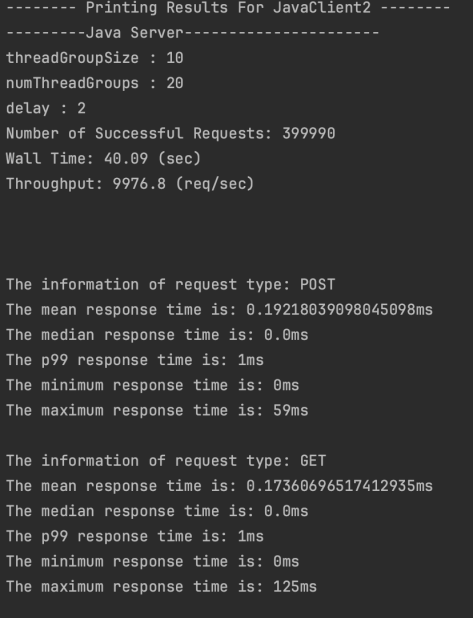 -------- Printing Results For JavaClient2 --------
---------Java Server----------------------
threadGroupSize : 10
numThreadGroups : 20
delay : 2
Number of Successful Requests: 399990
Wall Time: 40.09 (sec)
Throughput: 9976.8 (req/sec)
The information of request type: POST
The mean response time is: 0.19218039098045098ms
The median response time is: 0.0ms
The p99 response time is: 1ms
The minimum response time is: 0ms
The maximum response time is: 59ms
The information of request type: GET
The mean response time is: 0.17360696517412935ms
The median response time is: 0.0ms
The p99 response time is: 1ms
The minimum response time is: 0ms
The maximum response time is: 125ms